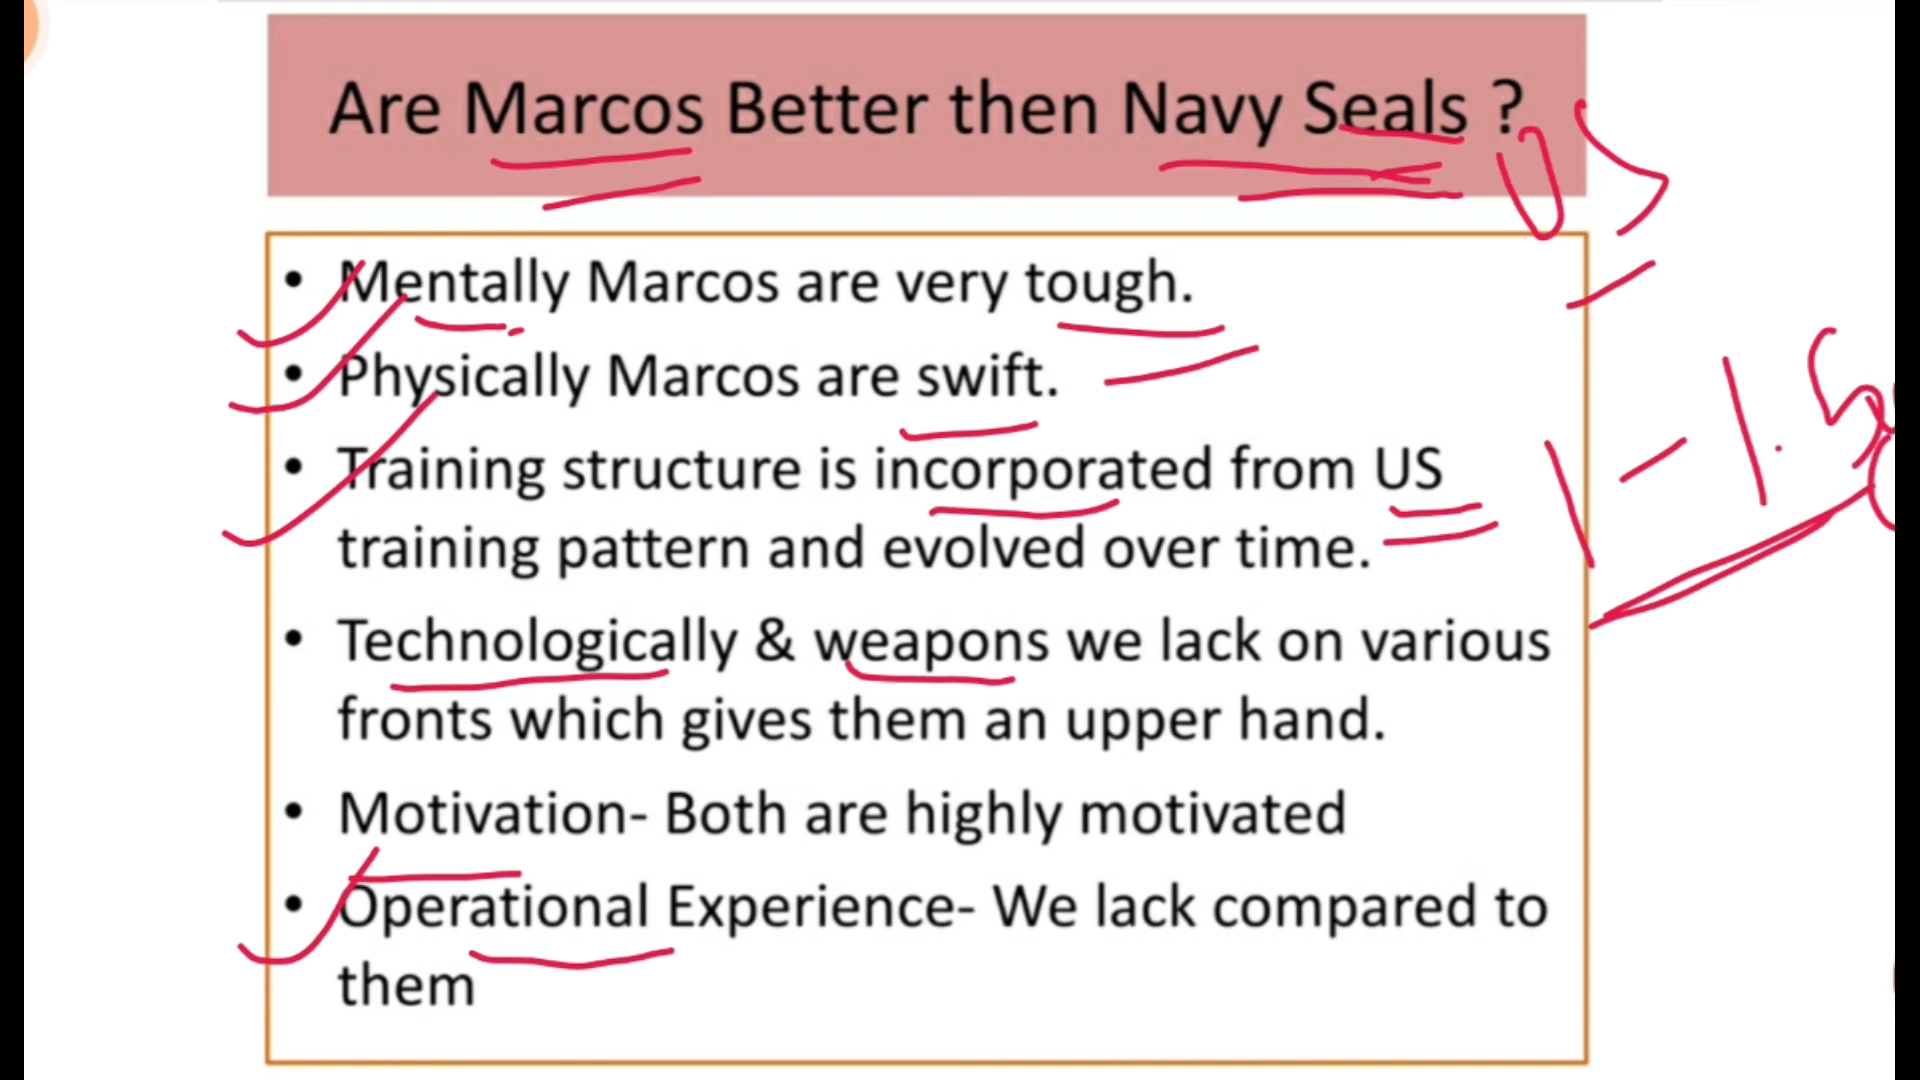 Are Marcos Better then Navy Seals ?
• Mentally Marcos are very tough.
• Physically Marcos are swift.
• Training structure is incorporated from US
training pattern and evolved over time.
• Technologically & weapons we lack on various
fronts which gives them an upper hand.
• Motivation- Both are highly motivated
• Operational Experience- We lack compared to
them